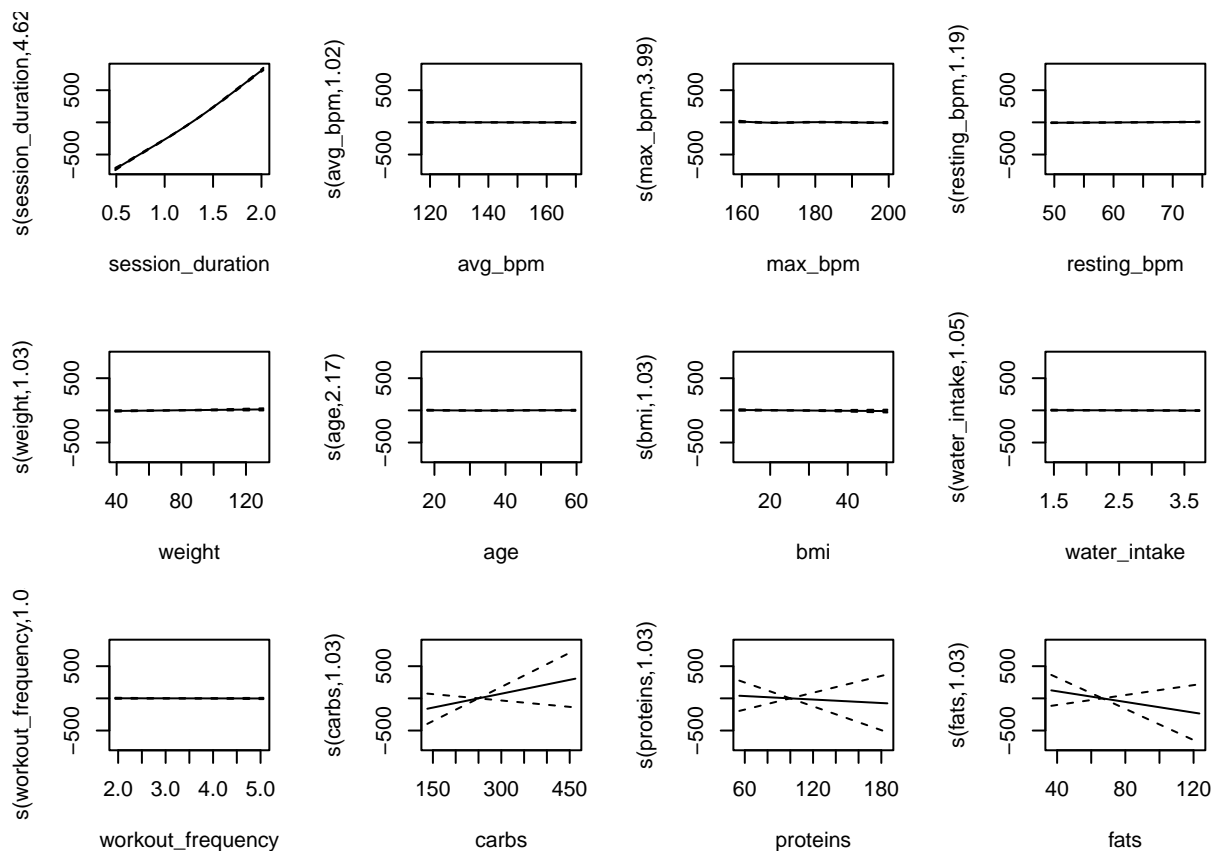 s(session_duration,4.62
500
−500
0.5 1.0 1.5 2.0
session_duration
s(avg_bpm,1.02)
500
−500
120 140 160
avg_bpm
s(max_bpm,3.99)
500
−500
160 180 200
max_bpm
s(resting_bpm,1.19)
500
−500
50 60 70
resting_bpm
s(weight,1.03)
500
−500
40 80 120
weight
s(age,2.17)
500
−500
20 40 60
age
s(bmi,1.03)
500
−500
20 40
bmi
s(water_intake,1.05)
500
−500
1.5 2.5 3.5
water_intake
s(workout_frequency,1.0
500
−500
2.0 3.0 4.0 5.0
workout_frequency
s(carbs,1.03)
500
−500
150 300 450
carbs
s(proteins,1.03)
500
−500
60 120 180
proteins
s(fats,1.03)
500
−500
40 80 120
fats